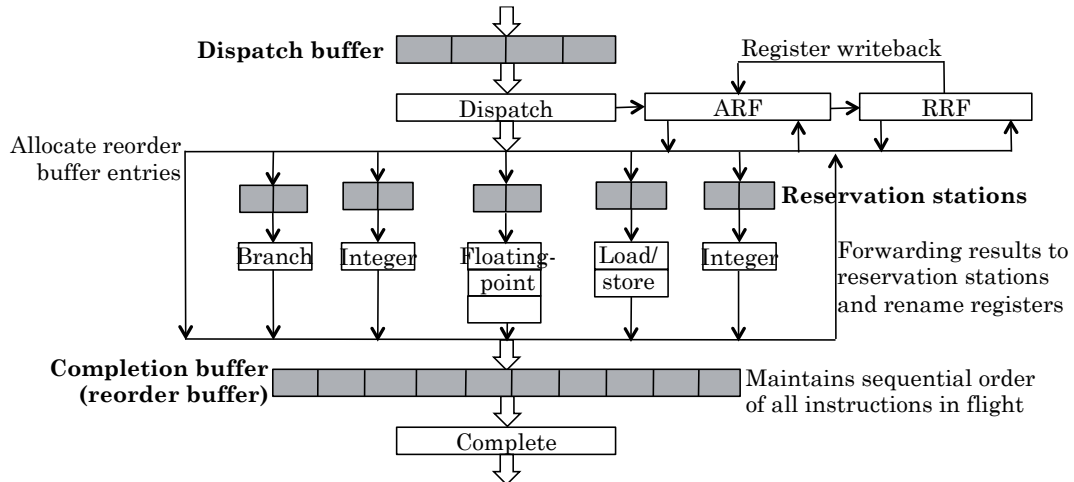 Dispatch buffer
Register writeback
Dispatch
ARF
RRF
Allocate reorder
buffer entries
Reservation stations
Branch
Integer
Floating-
point
Load/
store
Integer
Forwarding results to
reservation stations
and rename registers
Completion buffer
(reorder buffer)
Maintains sequential order
of all instructions in flight
Complete